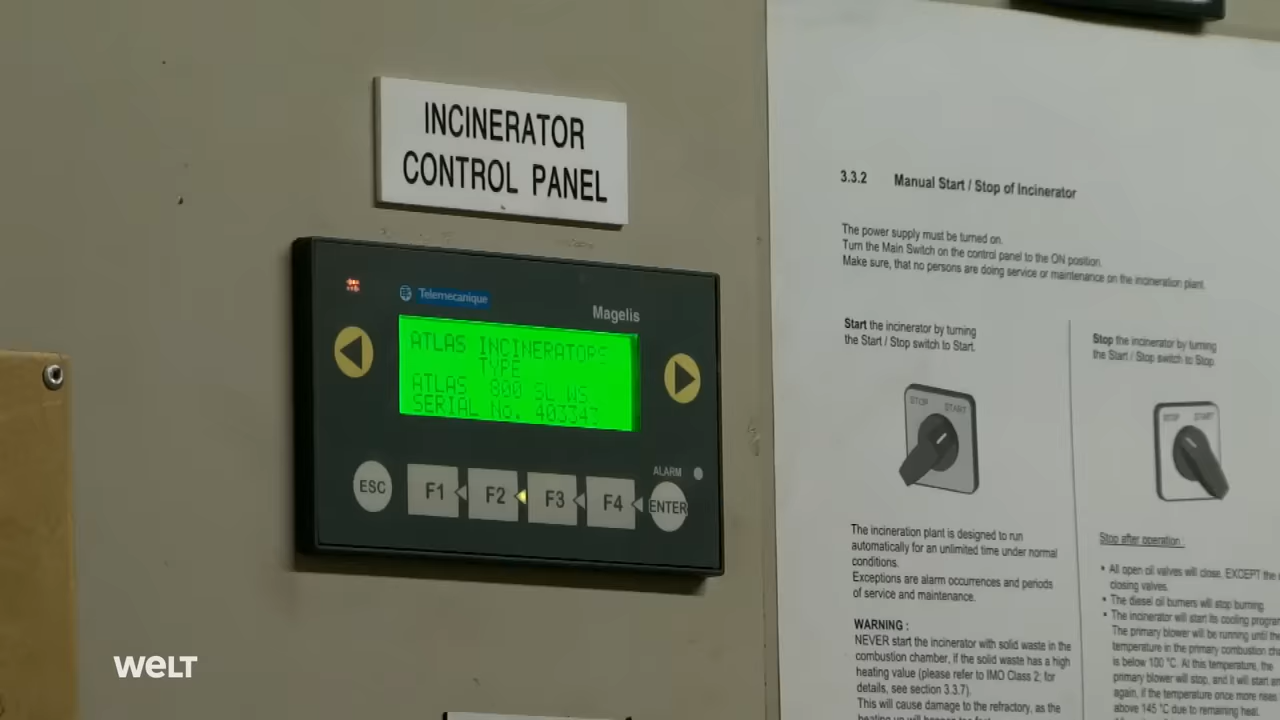 INCINERATOR
CONTROL PANEL
Telemecanique
Magelis
ATLAS INCINERATORS
TYPE
ATLAS 800 SL WS
SERIAL No. 403343
ALARM
ESC
F1
F2
F3
F4
ENTER
3.3.2 Manual Start / Stop of Incinerator
The power supply must be turned on.
Turn the Main Switch on the control panel to the ON position.
Make sure, that no persons are doing service or maintenance on the incineration plant.
Start the incinerator by turning
the Start / Stop switch to Start.
STOP START
The incineration plant is designed to run
automatically for an unlimited time under normal
conditions.
Exceptions are alarm occurrences and periods
of service and maintenance.
WARNING :
NEVER start the incinerator with solid waste in the
combustion chamber, if the solid waste has a high
heating value (please refer to IMO Class 2: for
details, see section 3.3.7).
This will cause damage to the refractory, as the
heating up will
Stop the incinerator by turning
the Start / Stop switch to Stop.
STOP START
Stop after operation :
• All open oil valves will close, EXCEPT the
closing valves.
• The diesel oil burners will stop burning.
• The incinerator will start its cooling
The primary blower will be running until the
temperature in the primary combustion
is below 100 °C. At this temperature, the
primary blower will stop, and it will start
again, if the temperature once more rises
above 145 °C due to remaining heat.
WELT